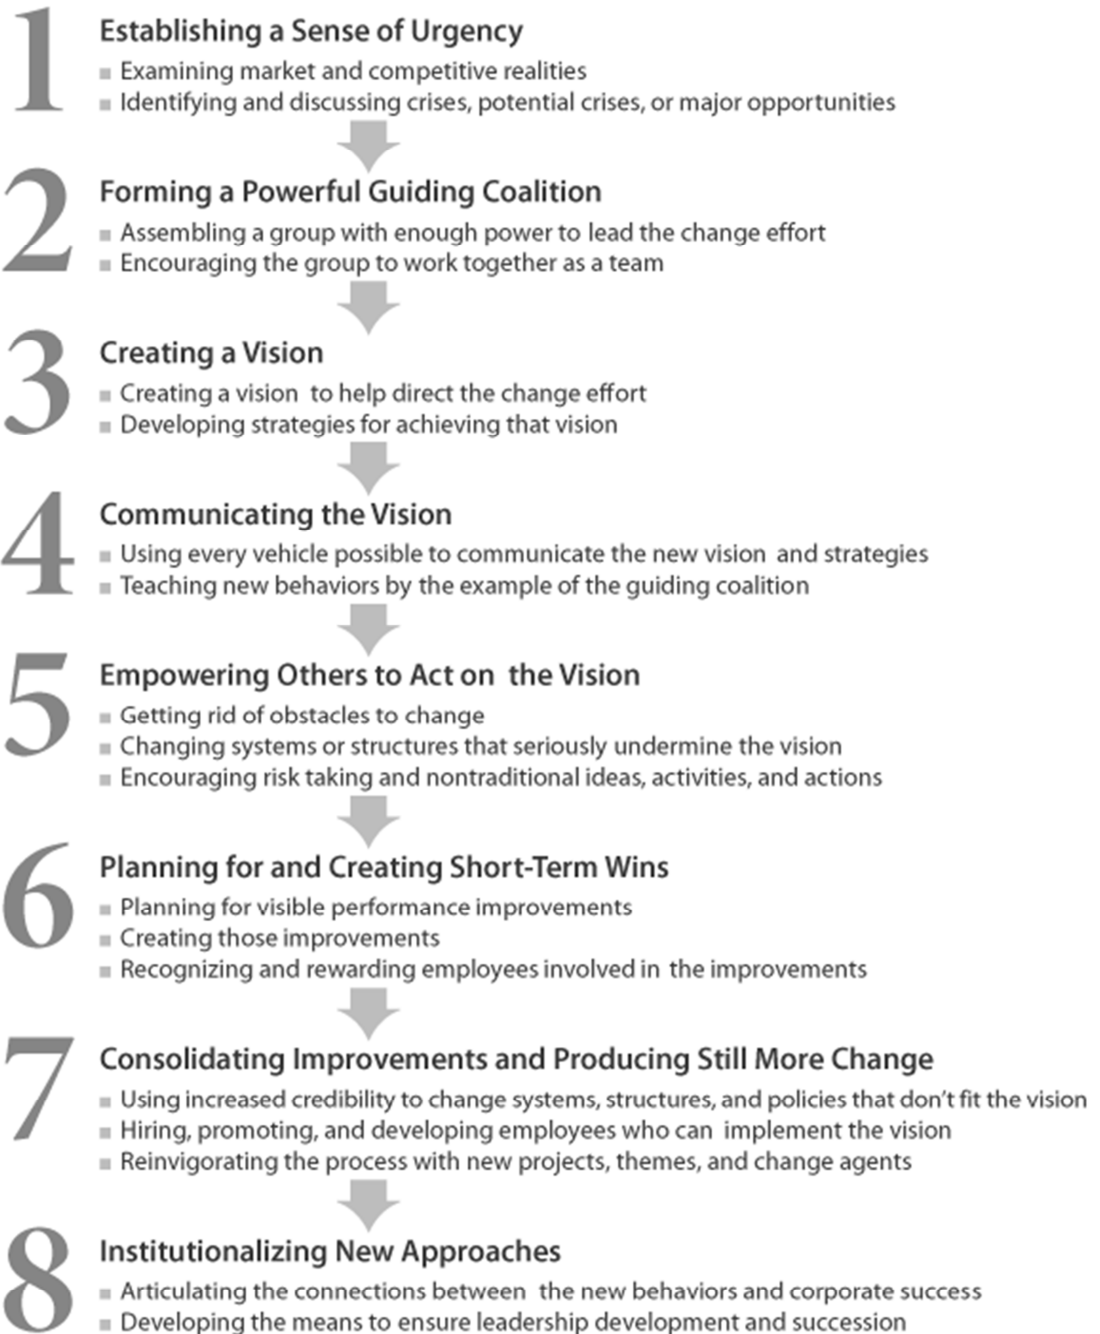 1
Establishing a Sense of Urgency
Examining market and competitive realities
Identifying and discussing crises, potential crises, or major opportunities
2
Forming a Powerful Guiding Coalition
Assembling a group with enough power to lead the change effort
Encouraging the group to work together as a team
3
Creating a Vision
Creating a vision to help direct the change effort
Developing strategies for achieving that vision
4
Communicating the Vision
Using every vehicle possible to communicate the new vision and strategies
Teaching new behaviors by the example of the guiding coalition
5
Empowering Others to Act on the Vision
Getting rid of obstacles to change
Changing systems or structures that seriously undermine the vision
Encouraging risk taking and nontraditional ideas, activities, and actions
6
Planning for and Creating Short-Term Wins
Planning for visible performance improvements
Creating those improvements
Recognizing and rewarding employees involved in the improvements
7
Consolidating Improvements and Producing Still More Change
Using increased credibility to change systems, structures, and policies that don't fit the vision
Hiring, promoting, and developing employees who can implement the vision
Reinvigorating the process with new projects, themes, and change agents
8
Institutionalizing New Approaches
Articulating the connections between the new behaviors and corporate success
Developing the means to ensure leadership development and succession